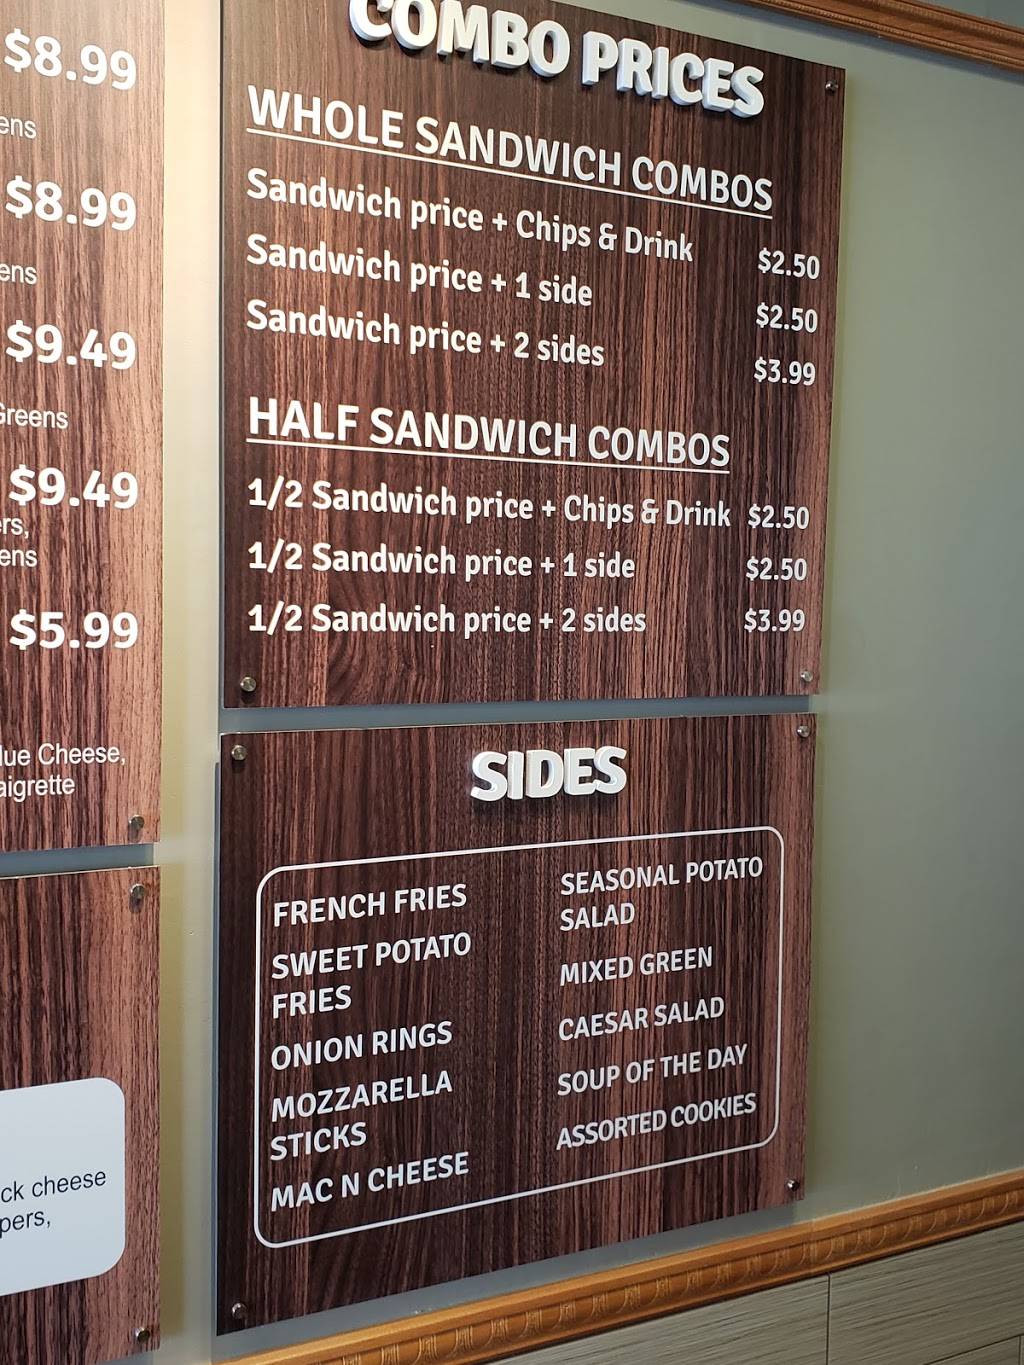 $8.99
ens
$8.99
ens
$9.49
Greens
$9.49
ers,
ens
$5.99
lue Cheese,
aigrette
ck cheese
pers,
COMBO PRICES
WHOLE SANDWICH COMBOS
Sandwich price + Chips & Drink $2.50
Sandwich price + 1 side $2.50
Sandwich price + 2 sides $3.99
HALF SANDWICH COMBOS
1/2 Sandwich price + Chips & Drink $2.50
1/2 Sandwich price + 1 side $2.50
1/2 Sandwich price + 2 sides $3.99
SIDES
FRENCH FRIES
SWEET POTATO
FRIES
ONION RINGS
MOZZARELLA
STICKS
MAC N CHEESE
SEASONAL POTATO
SALAD
MIXED GREEN
CAESAR SALAD
SOUP OF THE DAY
ASSORTED COOKIES